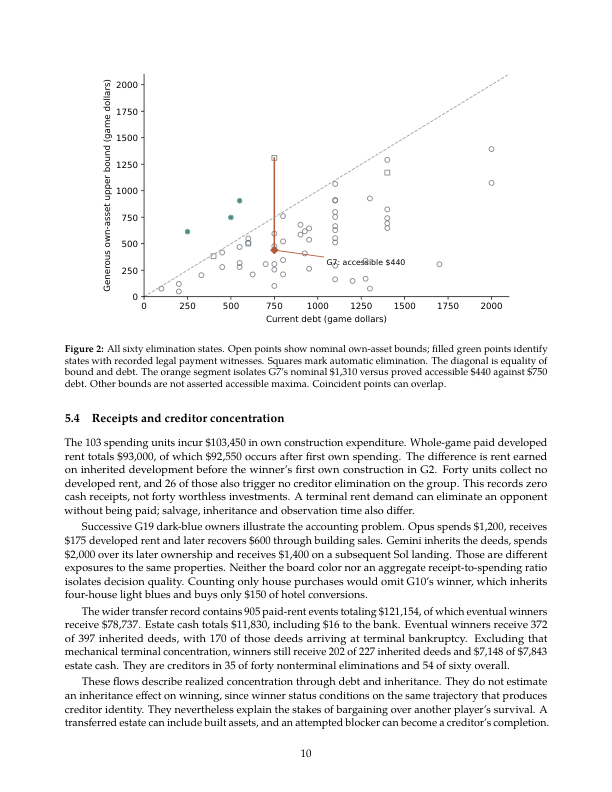 Generous own-asset upper bound (game dollars)
2000
1750
1500
1250
1000
750
500
250
0
G7: accessible $440
0 250 500 750 1000 1250 1500 1750 2000
Current debt (game dollars)
Figure 2: All sixty elimination states. Open points show nominal own-asset bounds; filled green points identify
states with recorded legal payment witnesses. Squares mark automatic elimination. The diagonal is equality of
bound and debt. The orange segment isolates G7's nominal $1,310 versus proved accessible $440 against $750
debt. Other bounds are not asserted accessible maxima. Coincident points can overlap.
5.4 Receipts and creditor concentration
The 103 spending units incur $103,450 in own construction expenditure. Whole-game paid developed
rent totals $93,000, of which $92,550 occurs after first own spending. The difference is rent earned
on inherited development before the winner's first own construction in G2. Forty units collect no
developed rent, and 26 of those also trigger no creditor elimination on the group. This records zero
cash receipts, not forty worthless investments. A terminal rent demand can eliminate an opponent
without being paid; salvage, inheritance and observation time also differ.
Successive G19 dark-blue owners illustrate the accounting problem. Opus spends $1,200, receives
$175 developed rent and later recovers $600 through building sales. Gemini inherits the deeds, spends
$2,000 over its later ownership and receives $1,400 on a subsequent Sol landing. Those are different
exposures to the same properties. Neither the board color nor an aggregate receipt-to-spending ratio
isolates decision quality. Counting only house purchases would omit G10's winner, which inherits
four-house light blues and buys only $150 of hotel conversions.
The wider transfer record contains 905 paid-rent events totaling $121,154, of which eventual winners
receive $78,737. Estate cash totals $11,830, including $16 to the bank. Eventual winners receive 372
of 397 inherited deeds, with 170 of those deeds arriving at terminal bankruptcy. Excluding that
mechanical terminal concentration, winners still receive 202 of 227 inherited deeds and $7,148 of $7,843
estate cash. They are creditors in 35 of forty nonterminal eliminations and 54 of sixty overall.
These flows describe realized concentration through debt and inheritance. They do not estimate
an inheritance effect on winning, since winner status conditions on the same trajectory that produces
creditor identity. They nevertheless explain the stakes of bargaining over another player's survival. A
transferred estate can include built assets, and an attempted blocker can become a creditor's completion.
10